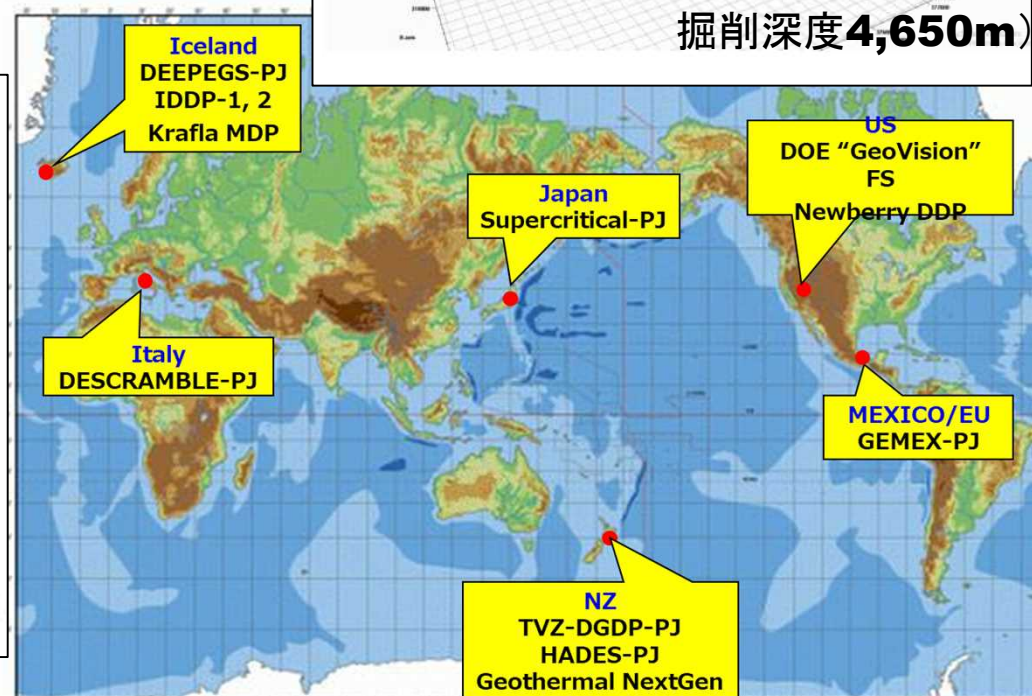 掘削深度4,650m）
Iceland
DEEPEGS-PJ
IDDP-1, 2
Krafla MDP
US
DOE “GeoVision”
FS
Newberry DDP
Japan
Supercritical-PJ
Italy
DESCRAMBLE-PJ
MEXICO/EU
GEMEX-PJ
NZ
TVZ-DGDP-PJ
HADES-PJ
Geothermal NextGen